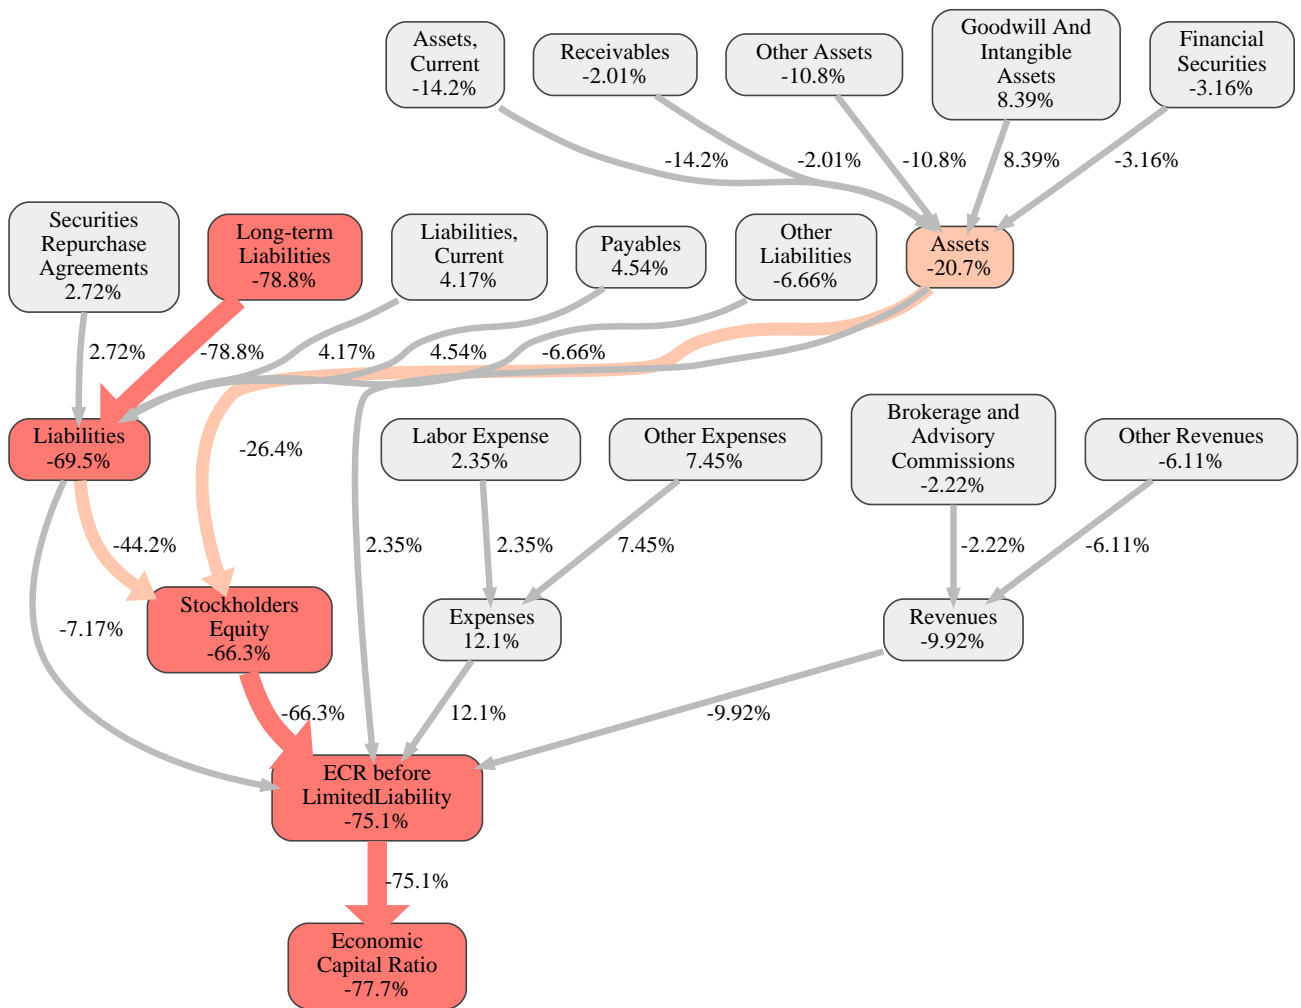 Assets,
Current
-14.2%
Receivables
-2.01%
Other Assets
-10.8%
Goodwill And
Intangible
Assets
8.39%
Financial
Securities
-3.16%
-14.2%
-2.01%
-10.8%
8.39%
-3.16%
Securities
Repurchase
Agreements
2.72%
Long-term
Liabilities
-78.8%
Liabilities,
Current
4.17%
Payables
4.54%
Other
Liabilities
-6.66%
Assets
-20.7%
2.72%
-78.8%
4.17%
4.54%
-6.66%
Liabilities
-69.5%
-26.4%
Labor Expense
2.35%
Other Expenses
7.45%
Brokerage and
Advisory
Commissions
-2.22%
Other Revenues
-6.11%
-44.2%
2.35%
2.35%
7.45%
-2.22%
-6.11%
Stockholders
Equity
-66.3%
Expenses
12.1%
Revenues
-9.92%
-7.17%
-66.3%
12.1%
-9.92%
ECR before
LimitedLiability
-75.1%
-75.1%
Economic
Capital Ratio
-77.7%